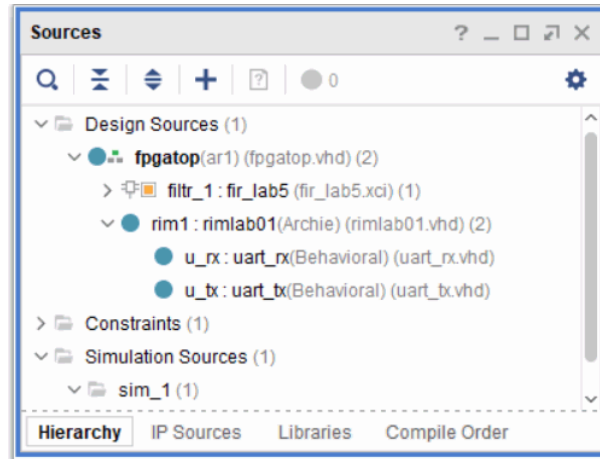 Sources
0
Design Sources (1)
fpgatop(ar1) (fpgatop.vhd) (2)
filtr_1 : fir_lab5 (fir_lab5.xci) (1)
rim1 : rimlab01(Archie) (rimlab01.vhd) (2)
u_rx : uart_rx(Behavioral) (uart_rx.vhd)
u_tx : uart_tx(Behavioral) (uart_tx.vhd)
Constraints (1)
Simulation Sources (1)
sim_1 (1)
Hierarchy IP Sources Libraries Compile Order